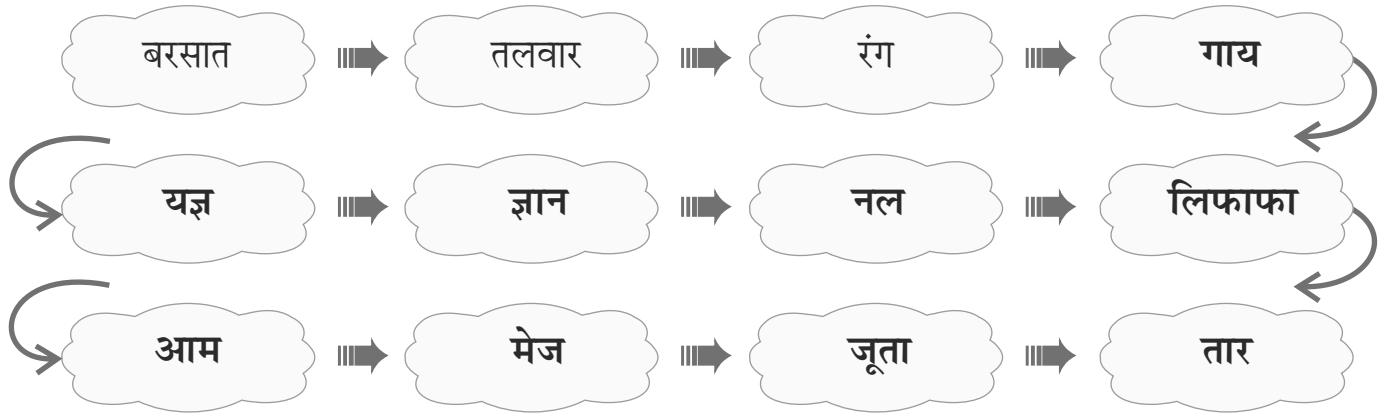 बरसात तलवार रंग गाय
यज्ञ ज्ञान नल लिफाफा
आम मेज जूता तार